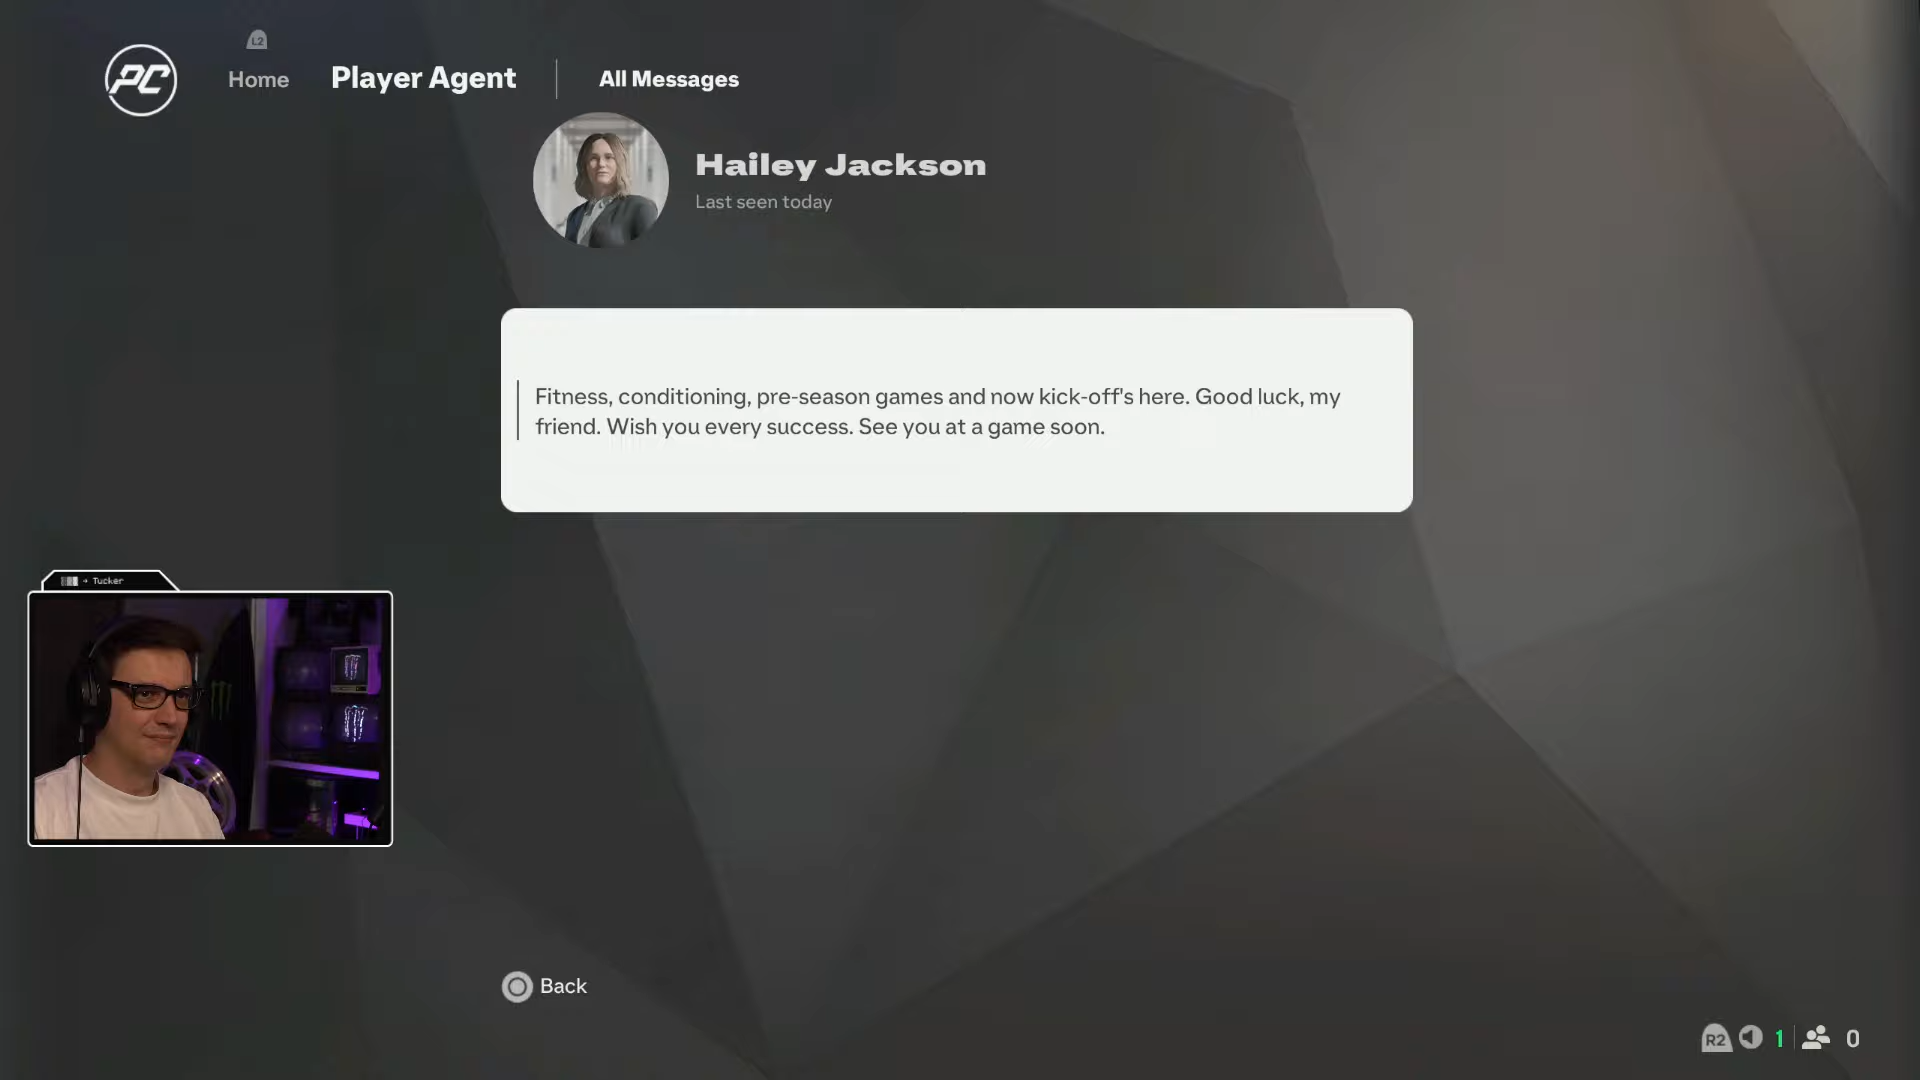 L2
PC Home Player Agent All Messages
Hailey Jackson
Last seen today
Fitness, conditioning, pre-season games and now kick-off's here. Good luck, my
friend. Wish you every success. See you at a game soon.
Tucker
Back
R2 1 0